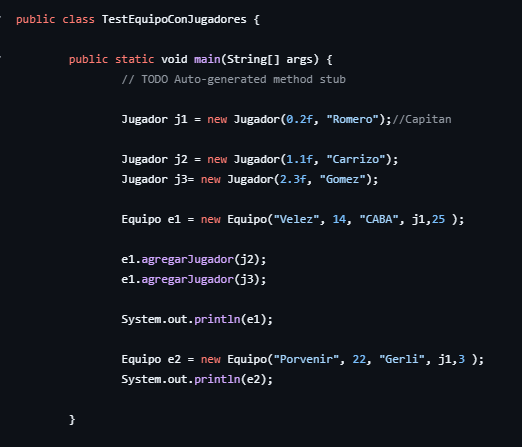 public class TestEquipoConJugadores {
public static void main(String[] args) {
// TODO Auto-generated method stub
Jugador j1 = new Jugador(0.2f, "Romero");//Capitan
Jugador j2 = new Jugador(1.1f, "Carrizo");
Jugador j3= new Jugador(2.3f, "Gomez");
Equipo e1 = new Equipo("Velez", 14, "CABA", j1,25 );
e1.agregarJugador(j2);
e1.agregarJugador(j3);
System.out.println(e1);
Equipo e2 = new Equipo("Porvenir", 22, "Gerli", j1,3 );
System.out.println(e2);
}